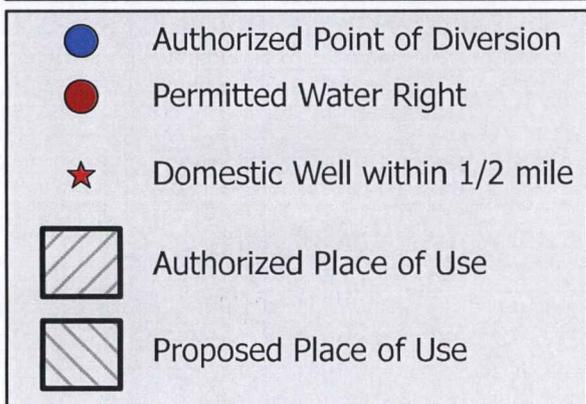 Authorized Point of Diversion
Permitted Water Right
Domestic Well within 1/2 mile
Authorized Place of Use
Proposed Place of Use